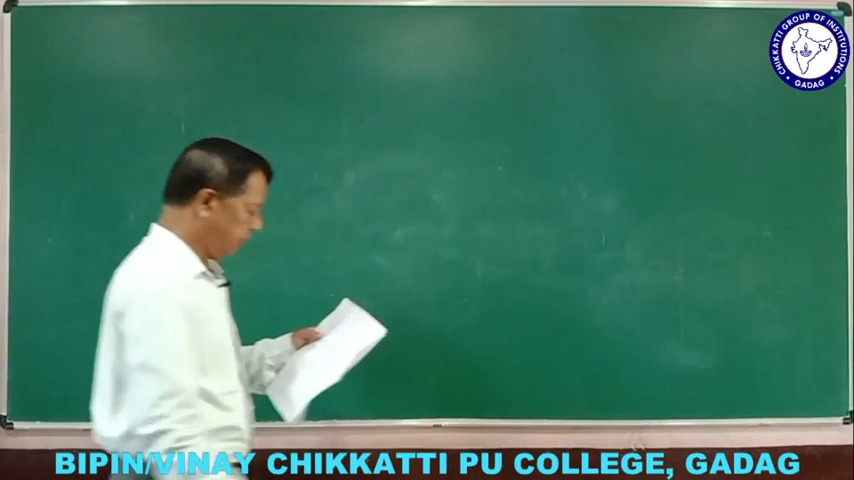 CHIKKATTI GROUP OF INSTITUTIONS
GADAG
BIPIN/VINAY CHIKKATTI PU COLLEGE, GADAG